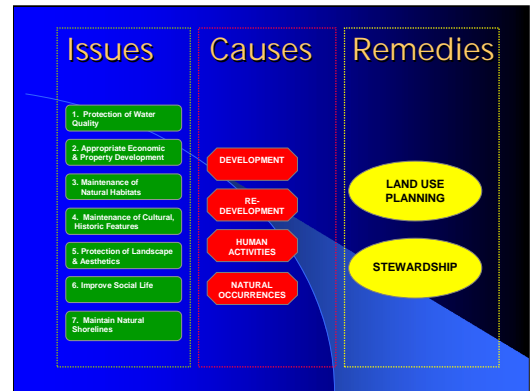 Issues
1. Protection of Water
Quality
2. Appropriate Economic
& Property Development
3. Maintenance of
Natural Habitats
4. Maintenance of Cultural,
Historic Features
5. Protection of Landscape
& Aesthetics
6. Improve Social Life
7. Maintain Natural
Shorelines
Causes
DEVELOPMENT
RE-
DEVELOPMENT
HUMAN
ACTIVITIES
NATURAL
OCCURRENCES
Remedies
LAND USE
PLANNING
STEWARDSHIP